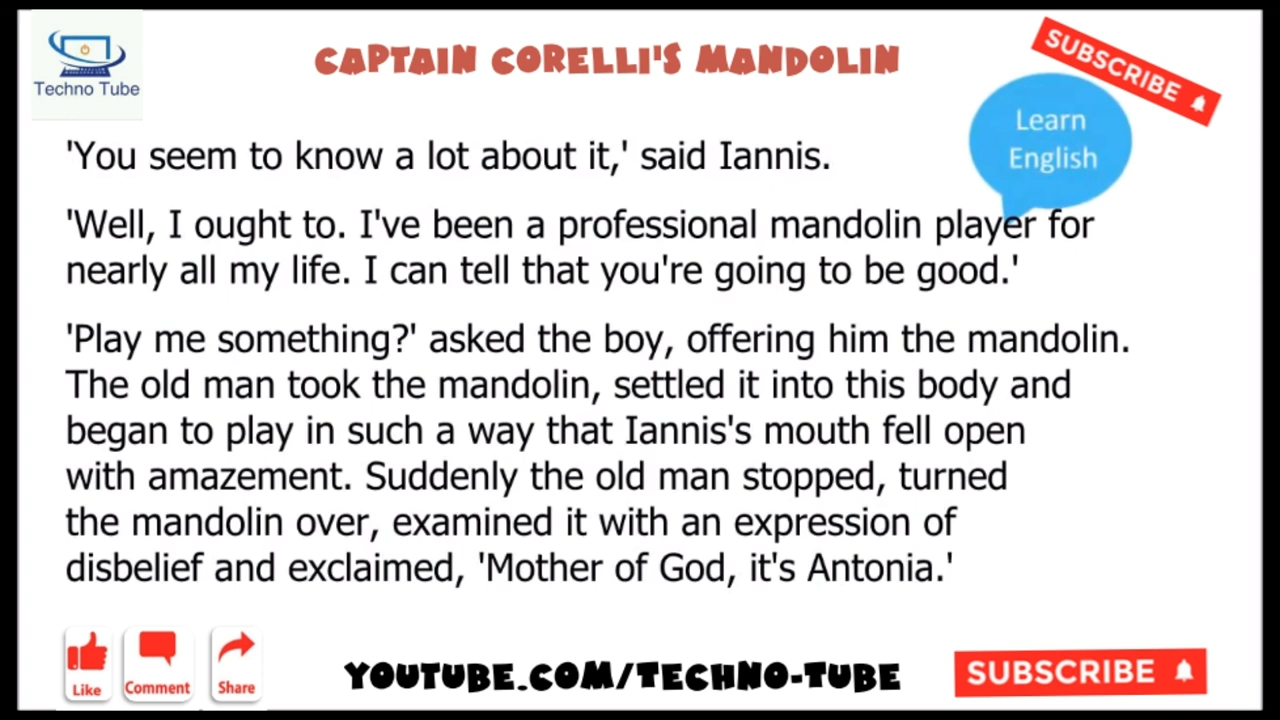 Techno Tube
CAPTAIN CORELLI'S MANDOLIN
SUBSCRIBE
Learn
English
'You seem to know a lot about it,' said Iannis.
'Well, I ought to. I've been a professional mandolin player for
nearly all my life. I can tell that you're going to be good.'
'Play me something?' asked the boy, offering him the mandolin.
The old man took the mandolin, settled it into this body and
began to play in such a way that Iannis's mouth fell open
with amazement. Suddenly the old man stopped, turned
the mandolin over, examined it with an expression of
disbelief and exclaimed, 'Mother of God, it's Antonia.'
Like
Comment
Share
YOUTUBE.COM/TECHNO-TUBE
SUBSCRIBE